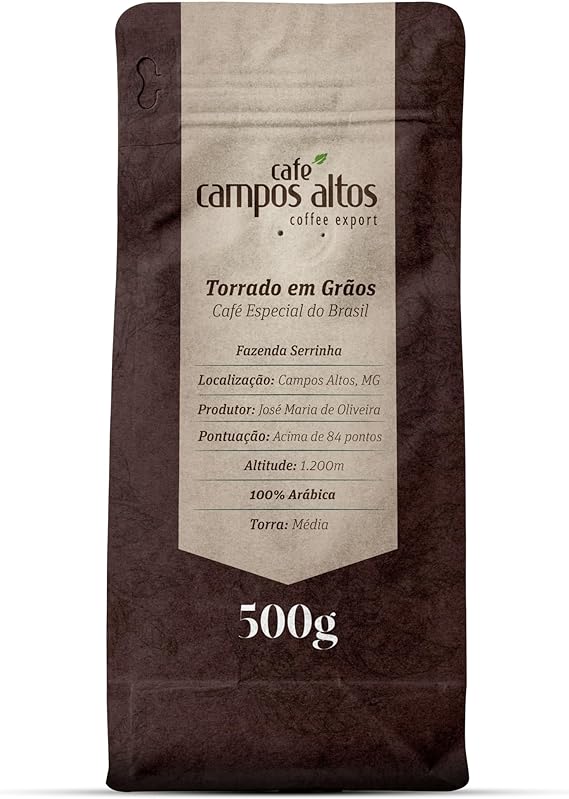 café
campos altos
coffee export
Torrado em Grãos
Café Especial do Brasil
Fazenda Serrinha
Localização: Campos Altos, MG
Produtor: José Maria de Oliveira
Pontuação: Acima de 84 pontos
Altitude: 1.200m
100% Arábica
Torra: Média
500g